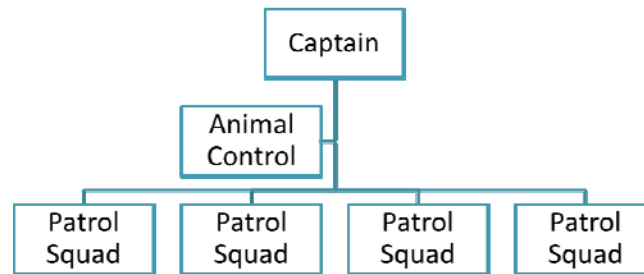 Captain
Animal
Control
Patrol
Squad
Patrol
Squad
Patrol
Squad
Patrol
Squad